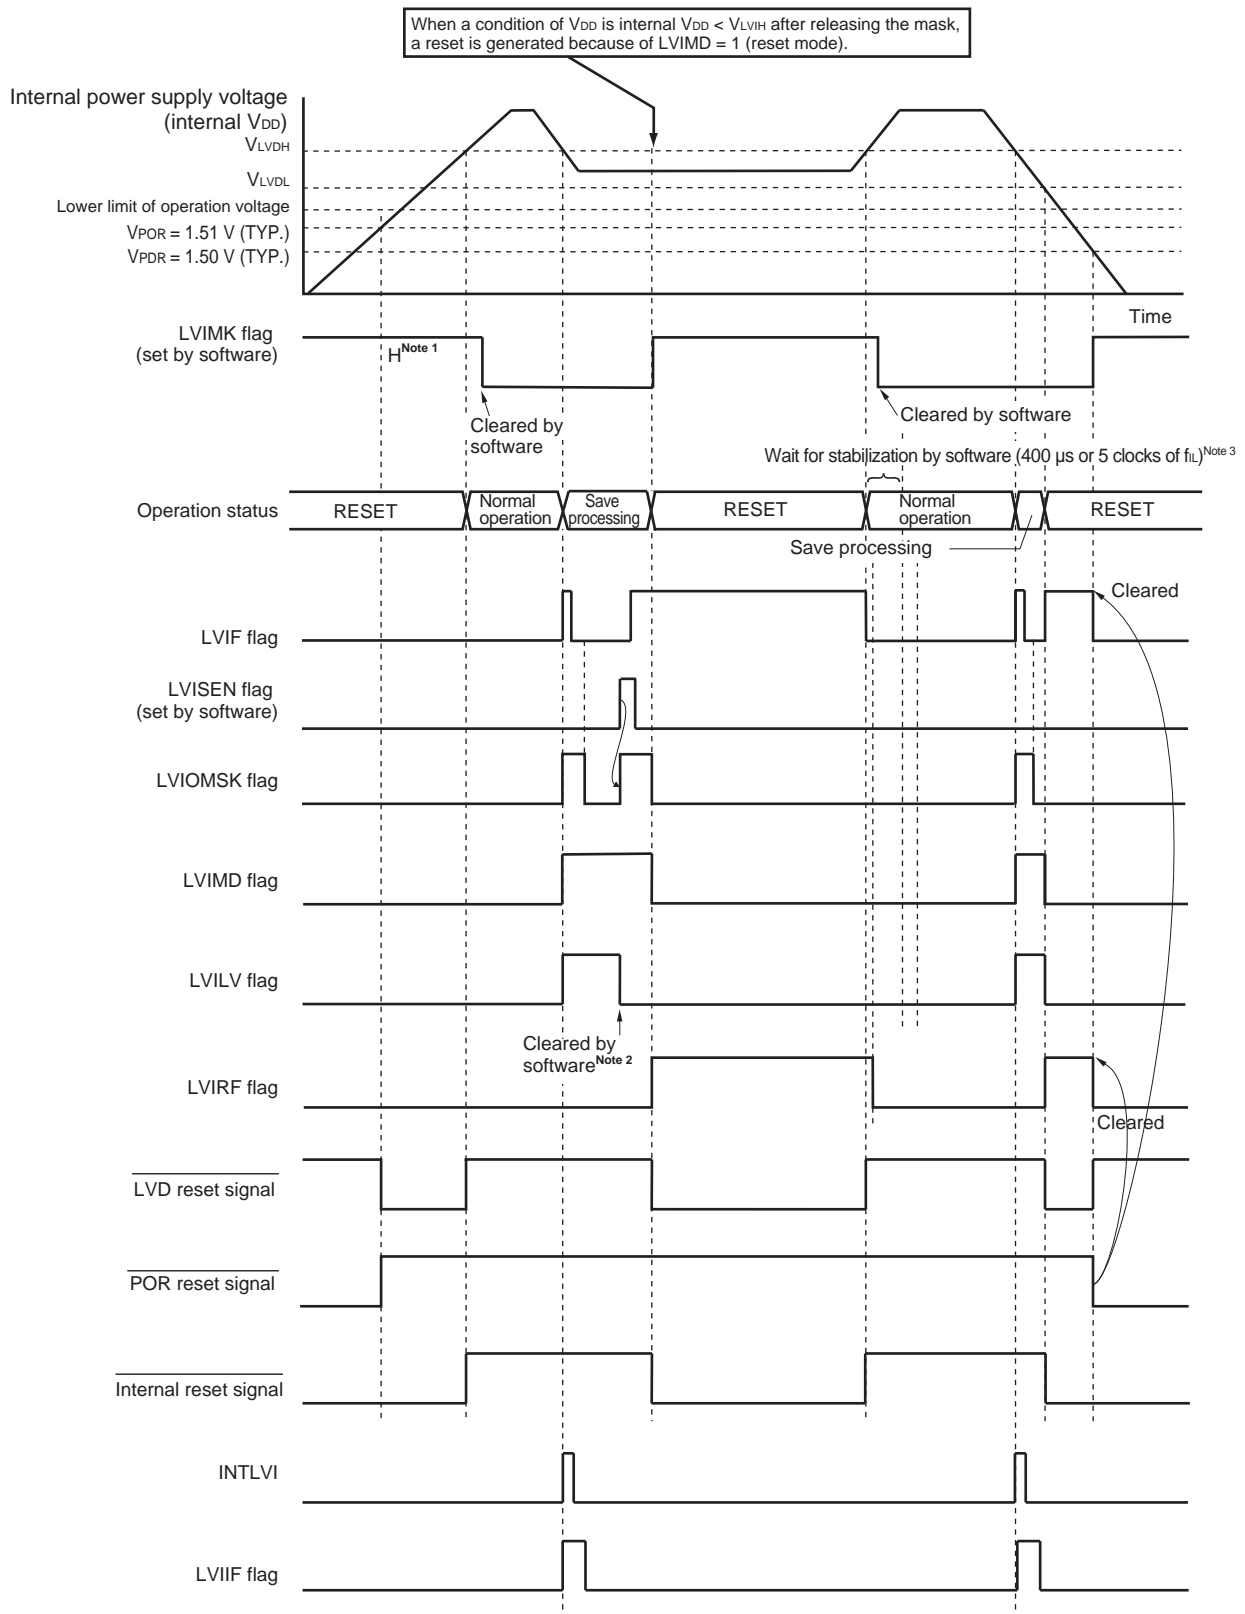 When a condition of VDD is internal VDD < VLVIH after releasing the mask,
a reset is generated because of LVIMD = 1 (reset mode).
Internal power supply voltage
(internal VDD)
VLVDH
VLVDL
Lower limit of operation voltage
VPOR = 1.51 V (TYP.)
VPDR = 1.50 V (TYP.)
Time
LVIMK flag
(set by software)
H Note 1
Cleared by
software
Cleared by software
Wait for stabilization by software (400 µs or 5 clocks of fIL) Note 3
Operation status
RESET
Normal
operation
Save
processing
RESET
Normal
operation
RESET
Save processing
Cleared
LVIF flag
LVISEN flag
(set by software)
LVIOMSK flag
LVIMD flag
LVILV flag
Cleared by
software Note 2
LVIRF flag
Cleared
LVD reset signal
POR reset signal
Internal reset signal
INTLVI
LVIIF flag